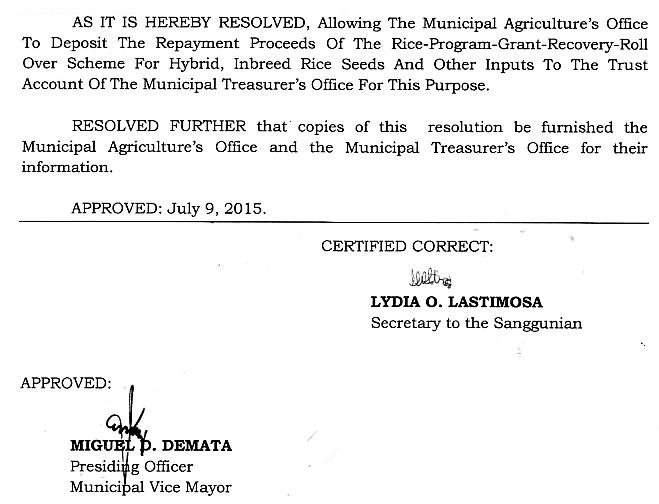 AS IT IS HEREBY RESOLVED, Allowing The Municipal Agriculture's Office
To Deposit The Repayment Proceeds Of The Rice-Program-Grant-Recovery-Roll
Over Scheme For Hybrid, Inbreed Rice Seeds And Other Inputs To The Trust
Account Of The Municipal Treasurer's Office For This Purpose.
RESOLVED FURTHER that copies of this resolution be furnished the
Municipal Agriculture's Office and the Municipal Treasurer's Office for their
information.
APPROVED: July 9, 2015.
CERTIFIED CORRECT:
LYDIA O. LASTIMOSA
Secretary to the Sanggunian
APPROVED:
MIGUEL D. DEMATA
Presiding Officer
Municipal Vice Mayor